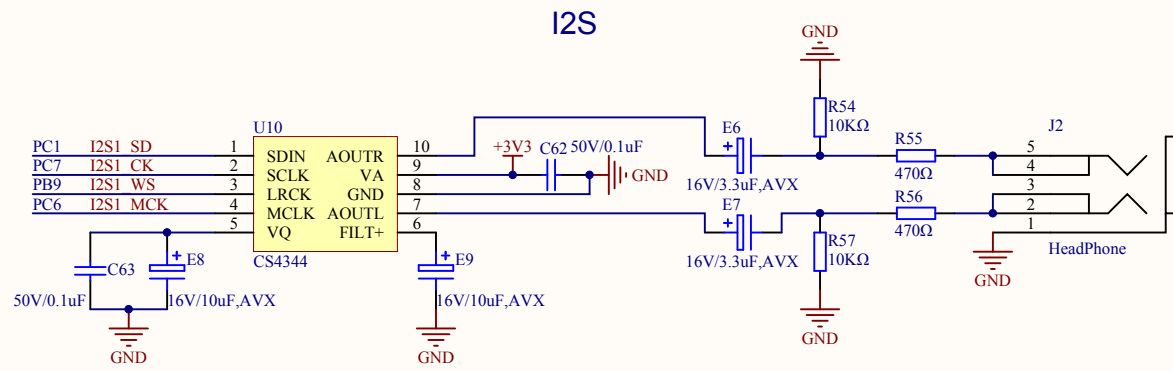 I2S
GND
R54
10KΩ
U10
E6
R55
J2
+3V3
C62 50V/0.1uF
PC1 I2S1_SD 1 SDIN AOUTR 10
470Ω
5
PC7 I2S1_CK 2 SCLK VA 9
4
GND
16V/3.3uF,AVX
PB9 I2S1_WS 3 LRCK GND 8
R56
3
PC6 I2S1_MCK 4 MCLK AOUTL 7
E7
2
470Ω
5 VQ FILT+ 6
1
R57
10KΩ
CS4344
16V/3.3uF,AVX
HeadPhone
C63
E8
E9
GND
50V/0.1uF
16V/10uF,AVX
16V/10uF,AVX
GND
GND
GND